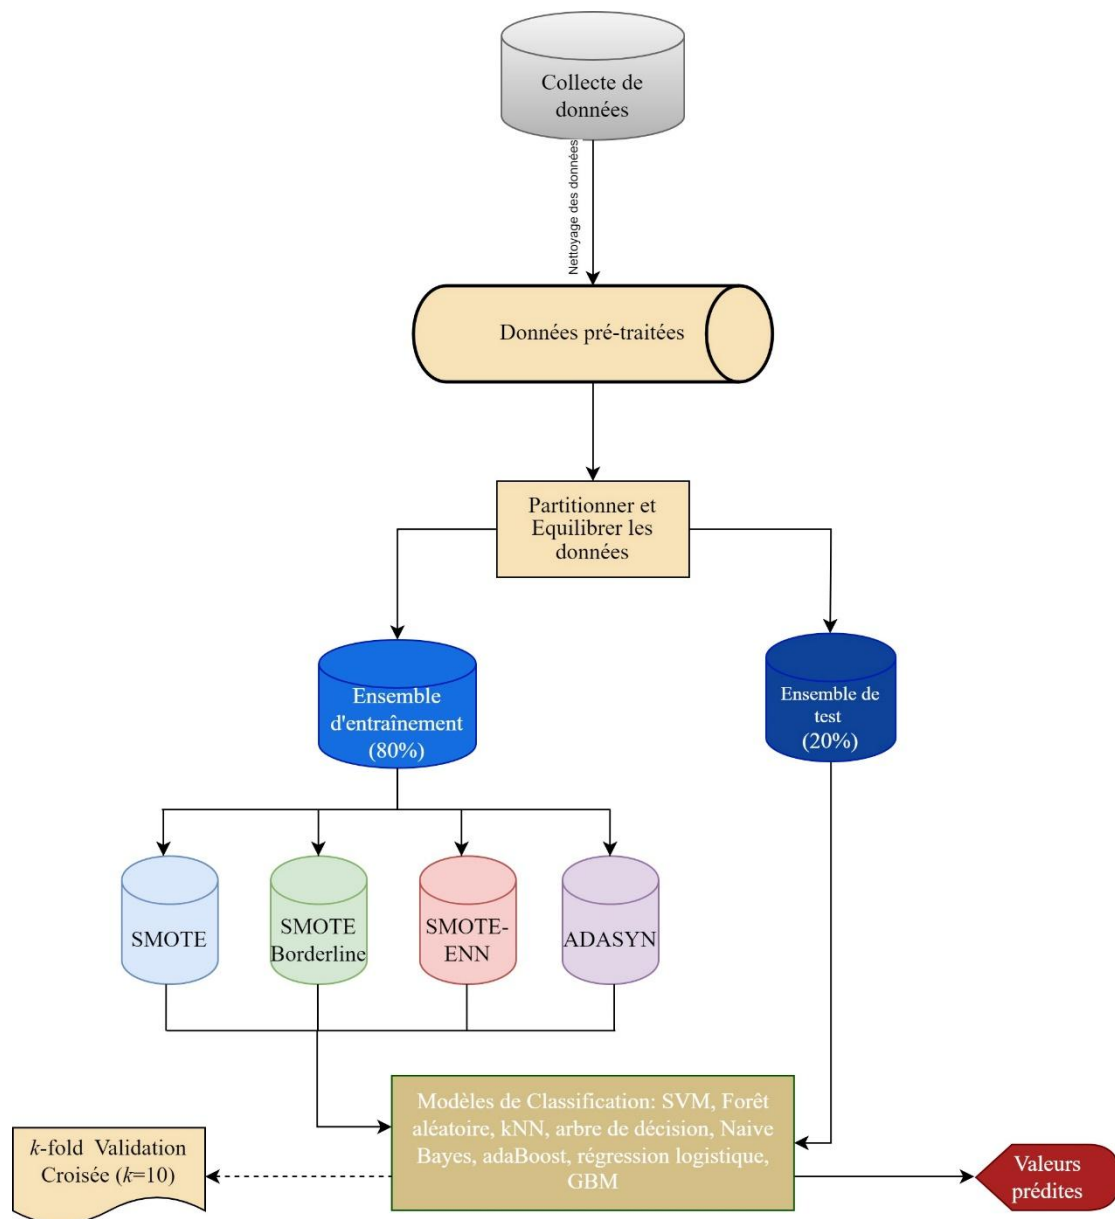 Collecte de
données
Nettoyage des données
Données pré-traitées
Partitionner et
Equilibrer les
données
Ensemble
d'entraînement
(80%)
Ensemble de
test
(20%)
SMOTE
SMOTE
Borderline
SMOTE-
ENN
ADASYN
Modèles de Classification: SVM, Forêt
aléatoire, kNN, arbre de décision, Naive
Bayes, adaBoost, régression logistique,
GBM
k-fold Validation
Croisée (k=10)
Valeurs
prédites